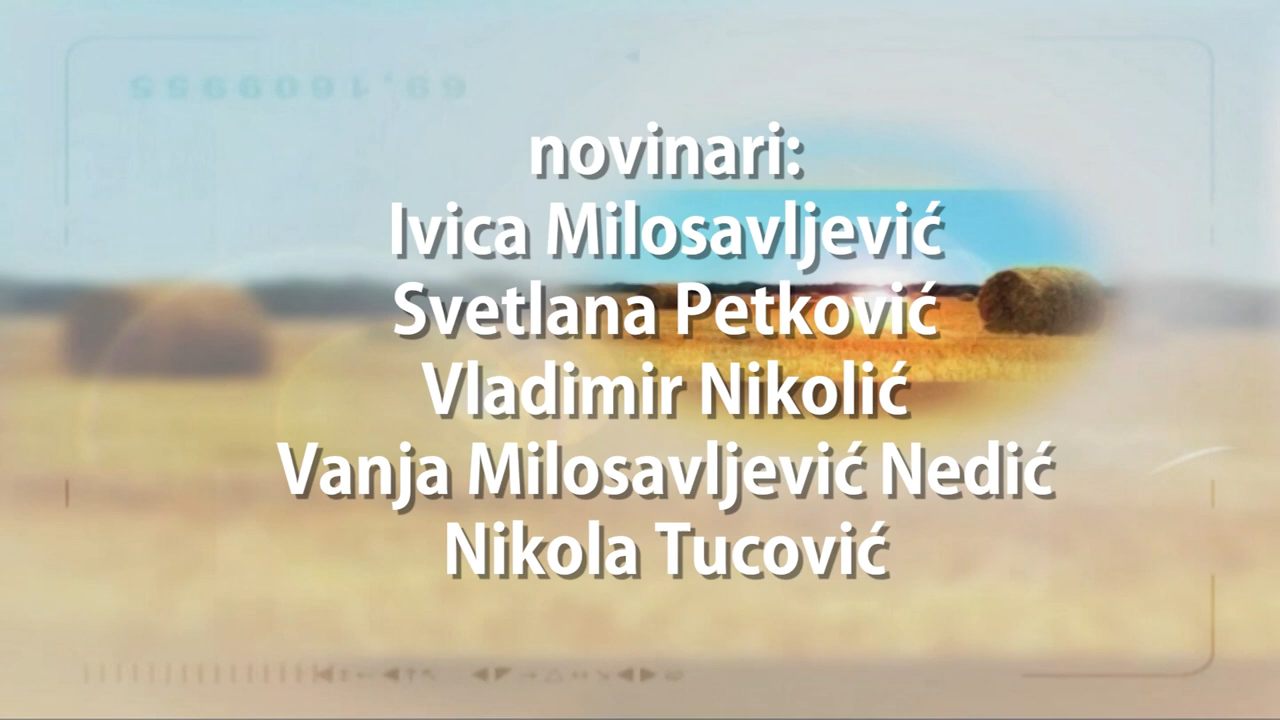 novinari:
Ivica Milosavljević
Svetlana Petković
Vladimir Nikolić
Vanja Milosavljević Nedić
Nikola Tucović